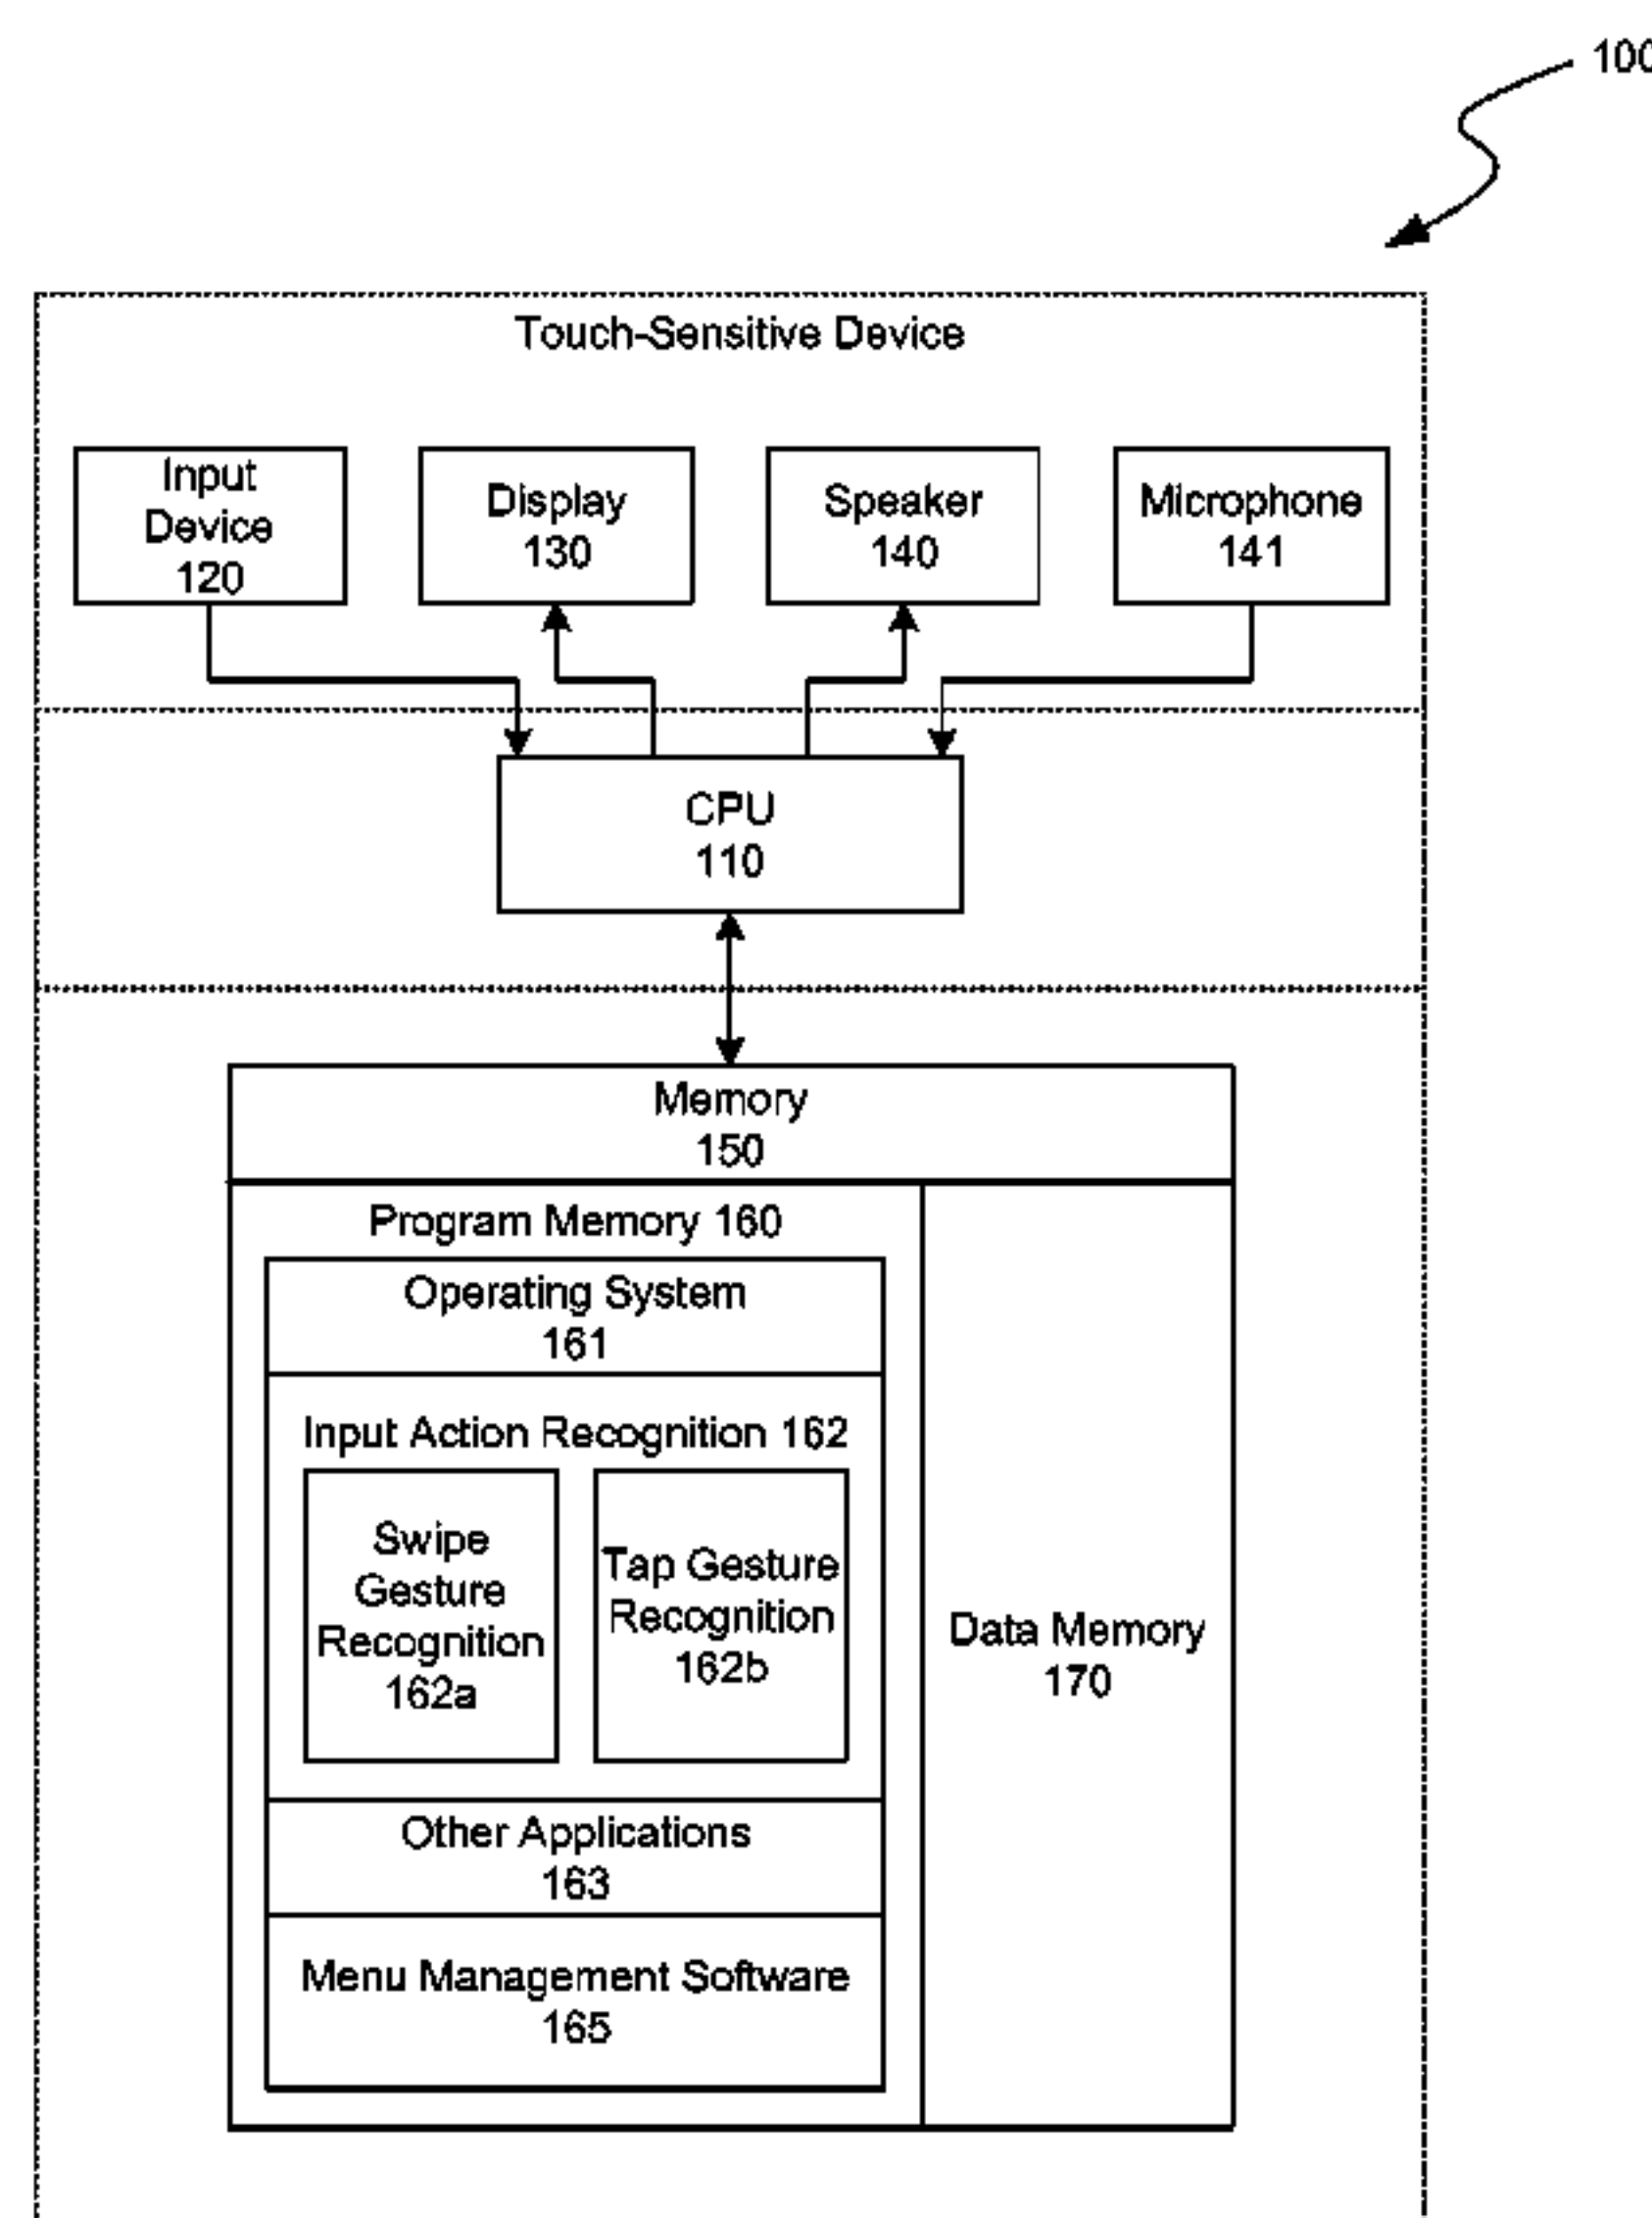 100
Touch-Sensitive Device
Input
Device
120
Display
130
Speaker
140
Microphone
141
CPU
110
Memory
150
Program Memory 160
Operating System
161
Input Action Recognition 162
Swipe
Gesture
Recognition
162a
Tap Gesture
Recognition
162b
Other Applications
163
Menu Management Software
165
Data Memory
170